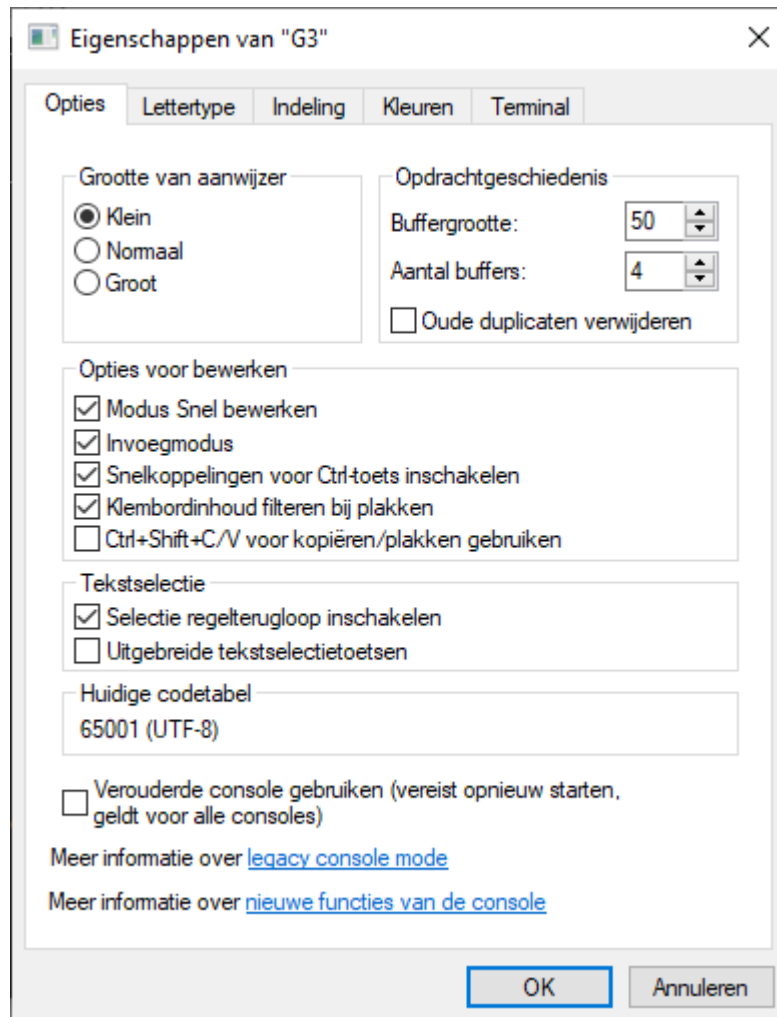 Eigenschappen van "G3"
Opties Lettertype Indeling Kleuren Terminal
Grootte van aanwijzer
Klein
Normaal
Groot
Opdrachtgeschiedenis
Buffergrootte: 50
Aantal buffers: 4
Oude duplicaten verwijderen
Opties voor bewerken
Modus Snel bewerken
Invoegmodus
Snelkoppelingen voor Ctrl-toets inschakelen
Klembordinhoud filteren bij plakken
Ctrl+Shift+C/V voor kopiëren/plakken gebruiken
Tekstselectie
Selectie regelterugloop inschakelen
Uitgebreide tekstselectietoetsen
Huidige codetabel
65001 (UTF-8)
Verouderde console gebruiken (vereist opnieuw starten,
geldt voor alle consoles)
Meer informatie over legacy console mode
Meer informatie over nieuwe functies van de console
OK Annuleren